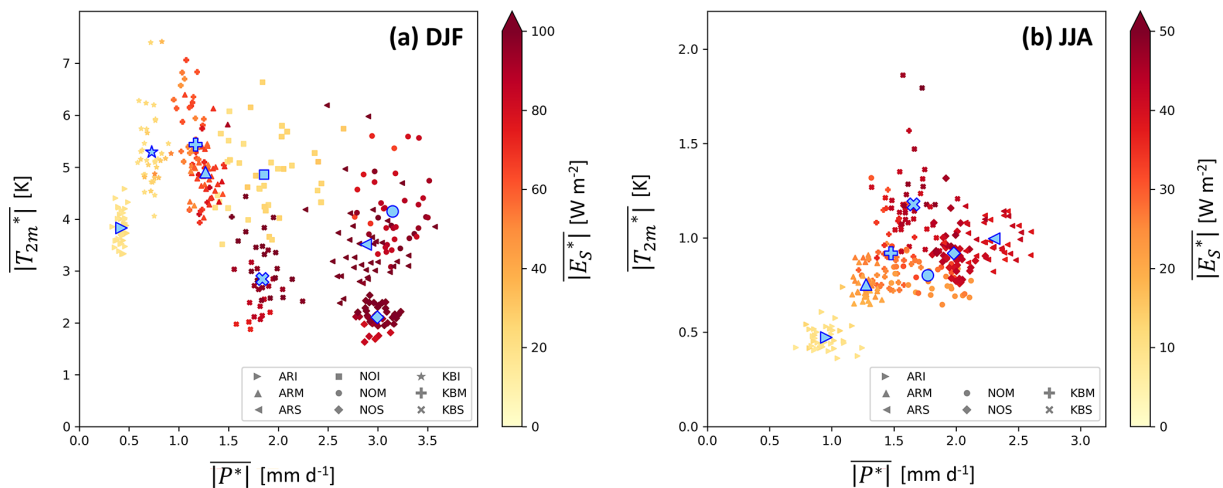 (a) DJF
7
6
5
4
3
2
1
0
0.0 0.5 1.0 1.5 2.0 2.5 3.0 3.5
|T2m*| [K]
|P*| [mm d-1]
ARI NOI KBI
ARM NOM KBM
ARS NOS KBS
100
80
60
40
20
0
|ES*| [W m-2]
(b) JJA
2.0
1.5
1.0
0.5
0.0
0.0 0.5 1.0 1.5 2.0 2.5 3.0
|T2m*| [K]
|P*| [mm d-1]
ARI
ARM NOM KBM
ARS NOS KBS
50
40
30
20
10
0
|ES*| [W m-2]